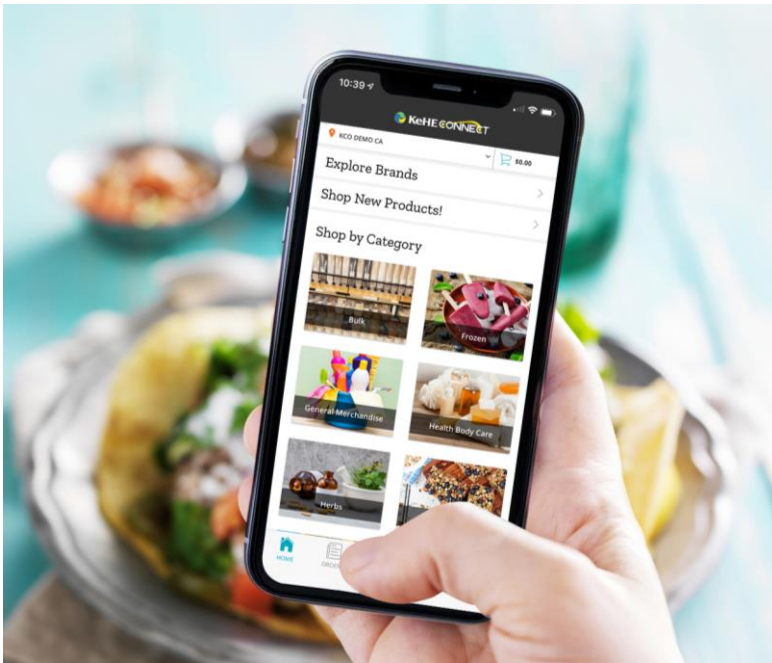 10:39
KeHE CONNECT
KCO DEMO CA
$0.00
Explore Brands
Shop New Products!
Shop by Category
Bulk
Frozen
General Merchandise
Health Body Care
Herbs
HOME
ORDER